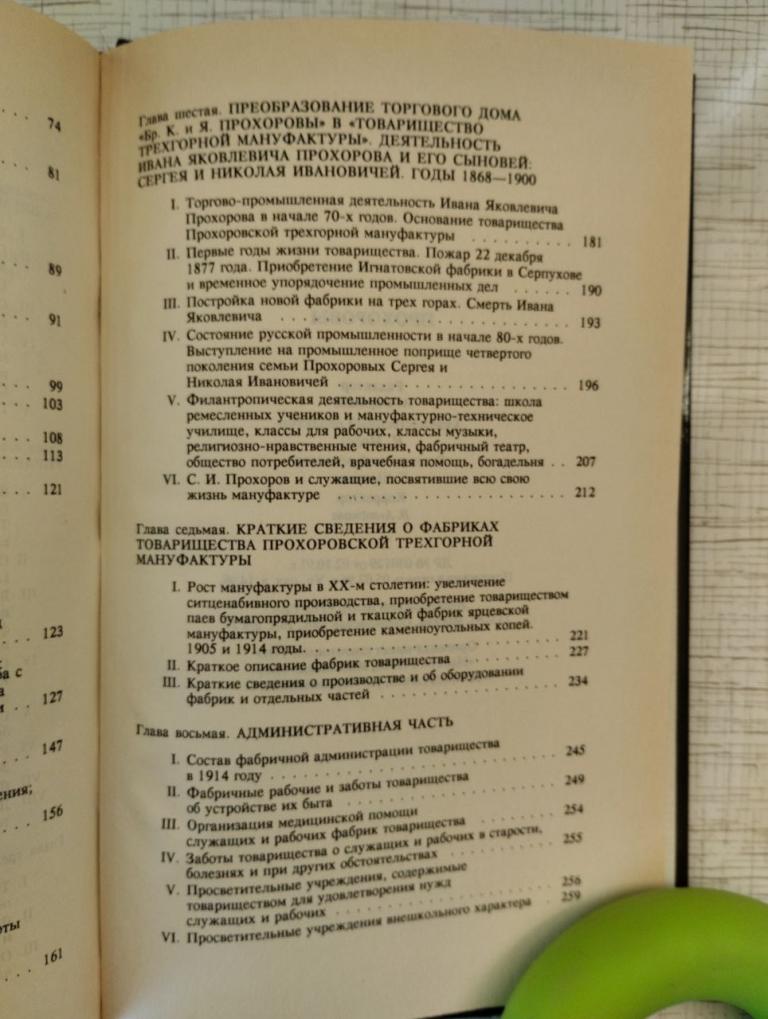 74
81
89
91
99
103
108
113
121
123
ба с
127
147
ения;
156
161
Глава шестая. ПРЕОБРАЗОВАНИЕ ТОРГОВОГО ДОМА
«Бр. К. и Я. ПРОХОРОВЫ» В «ТОВАРИЩЕСТВО
ТРЕХГОРНОЙ МАНУФАКТУРЫ». ДЕЯТЕЛЬНОСТЬ
ИВАНА ЯКОВЛЕВИЧА ПРОХОРОВА И ЕГО СЫНОВЕЙ:
СЕРГЕЯ И НИКОЛАЯ ИВАНОВИЧЕЙ. ГОДЫ 1868—1900
I. Торгово-промышленная деятельность Ивана Яковлевича
Прохорова в начале 70-х годов. Основание товарищества
Прохоровской трехгорной мануфактуры . . . . . . . . . . 181
II. Первые годы жизни товарищества. Пожар 22 декабря
1877 года. Приобретение Игнатовской фабрики в Серпухове
и временное упорядочение промышленных дел . . . . . . 190
III. Постройка новой фабрики на трех горах. Смерть Ивана
Яковлевича . . . . . . . . . . . . . . . . . . . . . . 193
IV. Состояние русской промышленности в начале 80-х годов.
Выступление на промышленное поприще четвертого
поколения семьи Прохоровых Сергея и
Николая Ивановичей . . . . . . . . . . . . . . . . . . 196
V. Филантропическая деятельность товарищества: школа
ремесленных учеников и мануфактурно-техническое
училище, классы для рабочих, классы музыки,
религиозно-нравственные чтения, фабричный театр,
общество потребителей, врачебная помощь, богадельня . . 207
VI. С. И. Прохоров и служащие, посвятившие всю свою
жизнь мануфактуре . . . . . . . . . . . . . . . . . . 212
Глава седьмая. КРАТКИЕ СВЕДЕНИЯ О ФАБРИКАХ
ТОВАРИЩЕСТВА ПРОХОРОВСКОЙ ТРЕХГОРНОЙ
МАНУФАКТУРЫ
I. Рост мануфактуры в XX-м столетии: увеличение
ситценабивного производства, приобретение товариществом
паев бумагопрядильной и ткацкой фабрик ярцевской
мануфактуры, приобретение каменноугольных копей.
1905 и 1914 годы. . . . . . . . . . . . . . . . . . . . 221
II. Краткое описание фабрик товарищества . . . . . . . . 227
III. Краткие сведения о производстве и об оборудовании
фабрик и отдельных частей . . . . . . . . . . . . . . 234
Глава восьмая. АДМИНИСТРАТИВНАЯ ЧАСТЬ
I. Состав фабричной администрации товарищества
в 1914 году . . . . . . . . . . . . . . . . . . . . . . 245
II. Фабричные рабочие и заботы товарищества
об устройстве их быта . . . . . . . . . . . . . . . . 249
III. Организация медицинской помощи
служащих и рабочих фабрик товарищества . . . . . . . . 254
IV. Заботы товарищества о служащих и рабочих в старости,
болезнях и при других обстоятельствах . . . . . . . . 255
V. Просветительные учреждения, содержимые
товариществом для удовлетворения нужд
служащих и рабочих . . . . . . . . . . . . . . . . . . 256
VI. Просветительные учреждения внешкольного характера . . 259